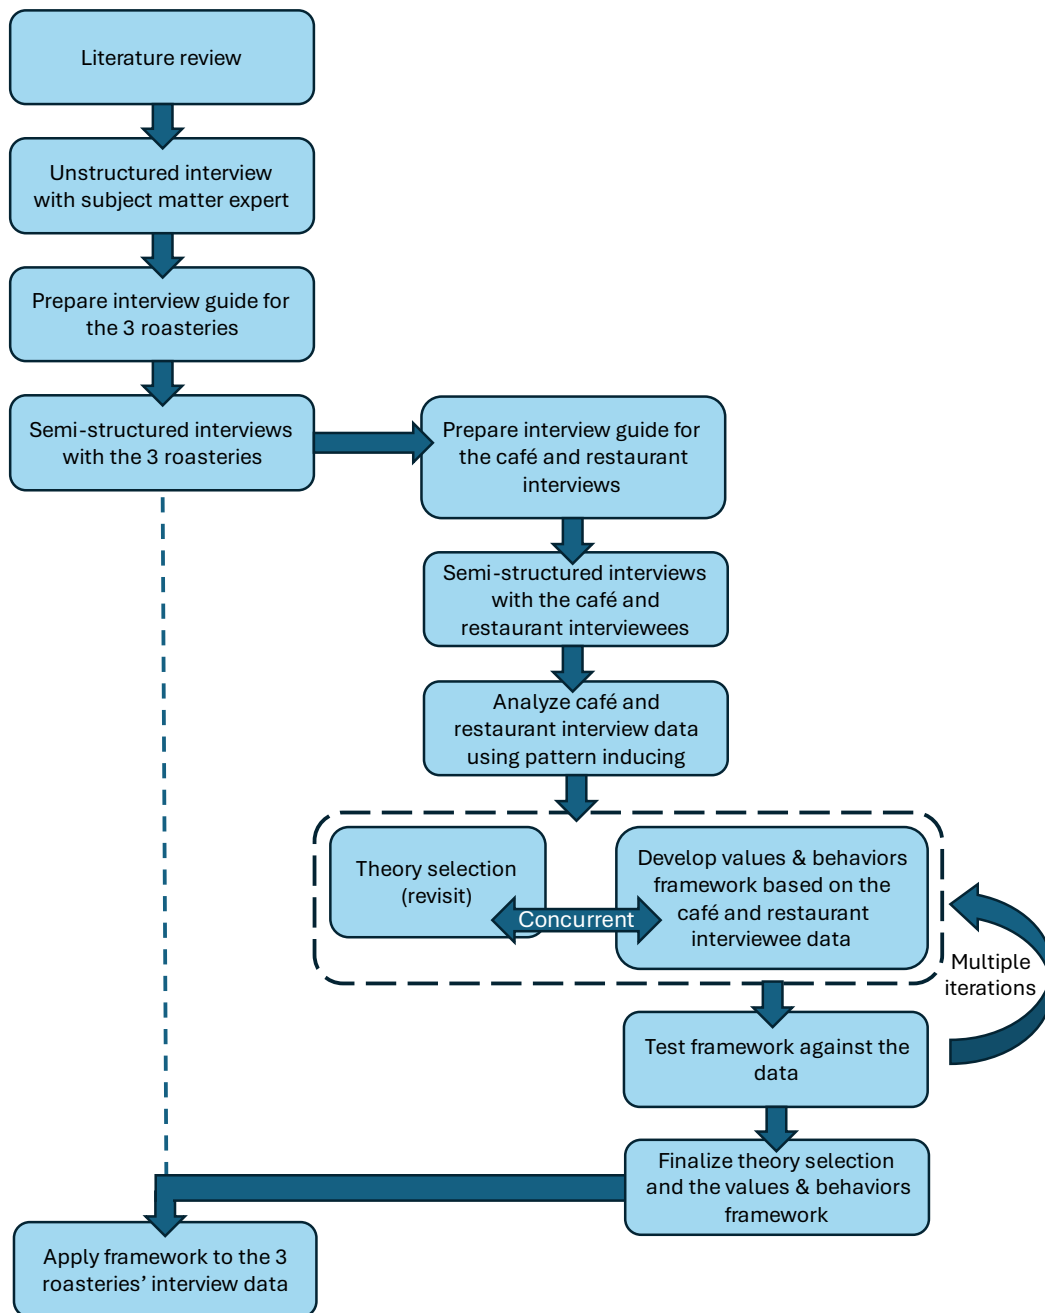 Literature review
Unstructured interview
with subject matter expert
Prepare interview guide for
the 3 roasteries
Semi-structured interviews
with the 3 roasteries
Prepare interview guide for
the café and restaurant
interviews
Semi-structured interviews
with the café and
restaurant interviewees
Analyze café and
restaurant interview data
using pattern inducing
Theory selection
(revisit)
Concurrent
Develop values & behaviors
framework based on the
café and restaurant
interviewee data
Multiple
iterations
Test framework against the
data
Finalize theory selection
and the values & behaviors
framework
Apply framework to the 3
roasteries’ interview data